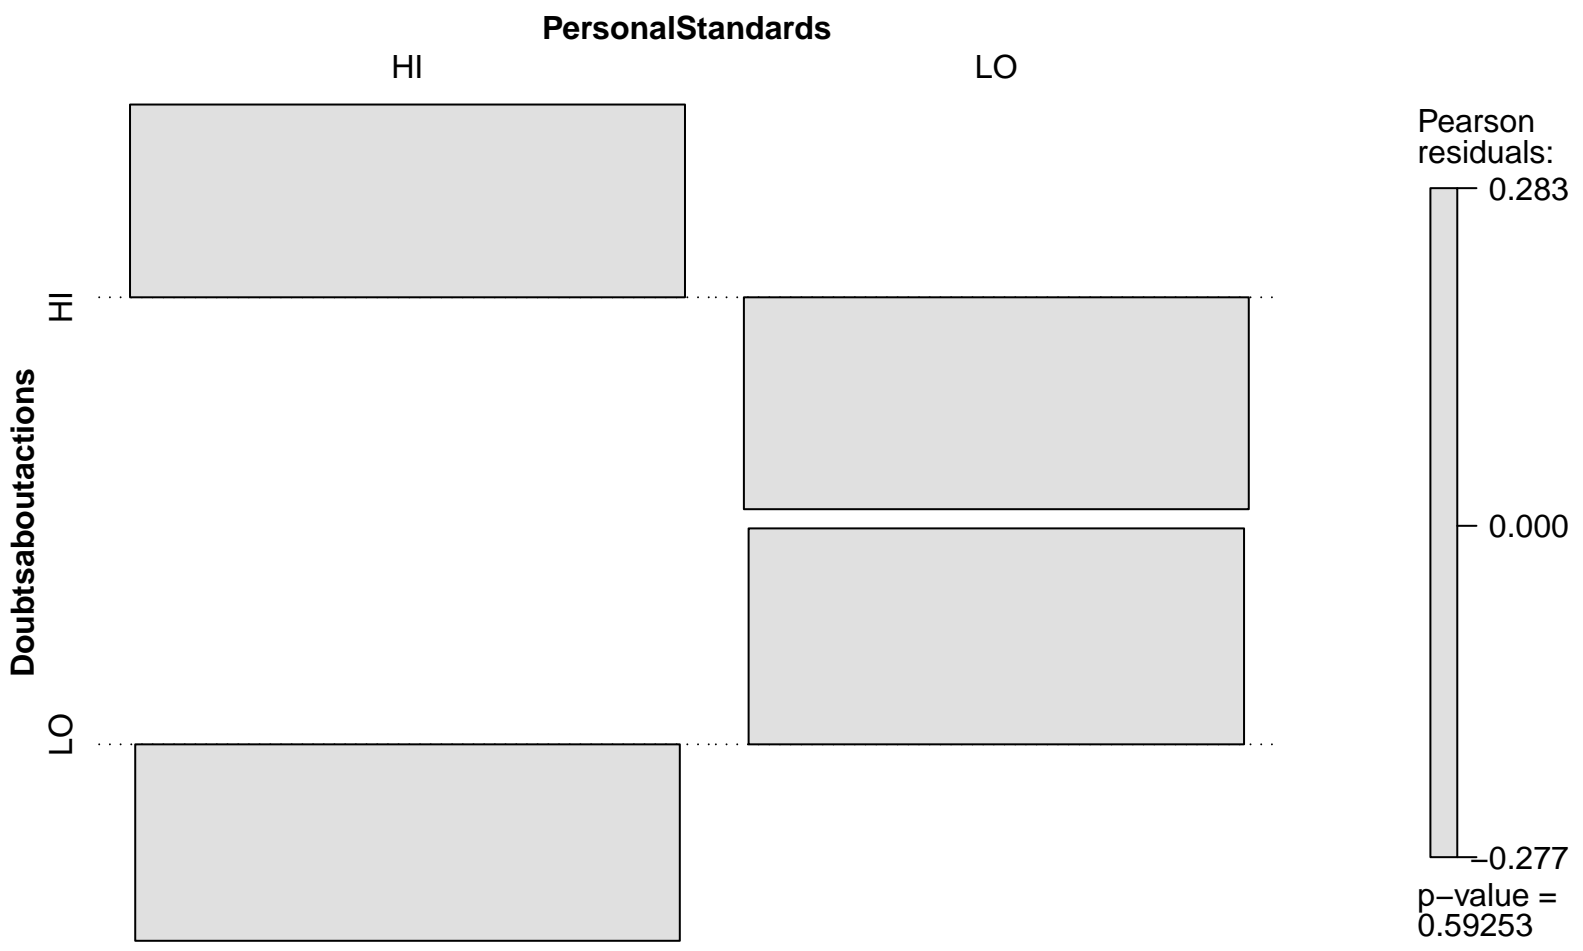 PersonalStandards
HI
LO
Doubtsaboutactions
HI
LO
Pearson
residuals:
0.283
0.000
−0.277
p−value =
0.59253